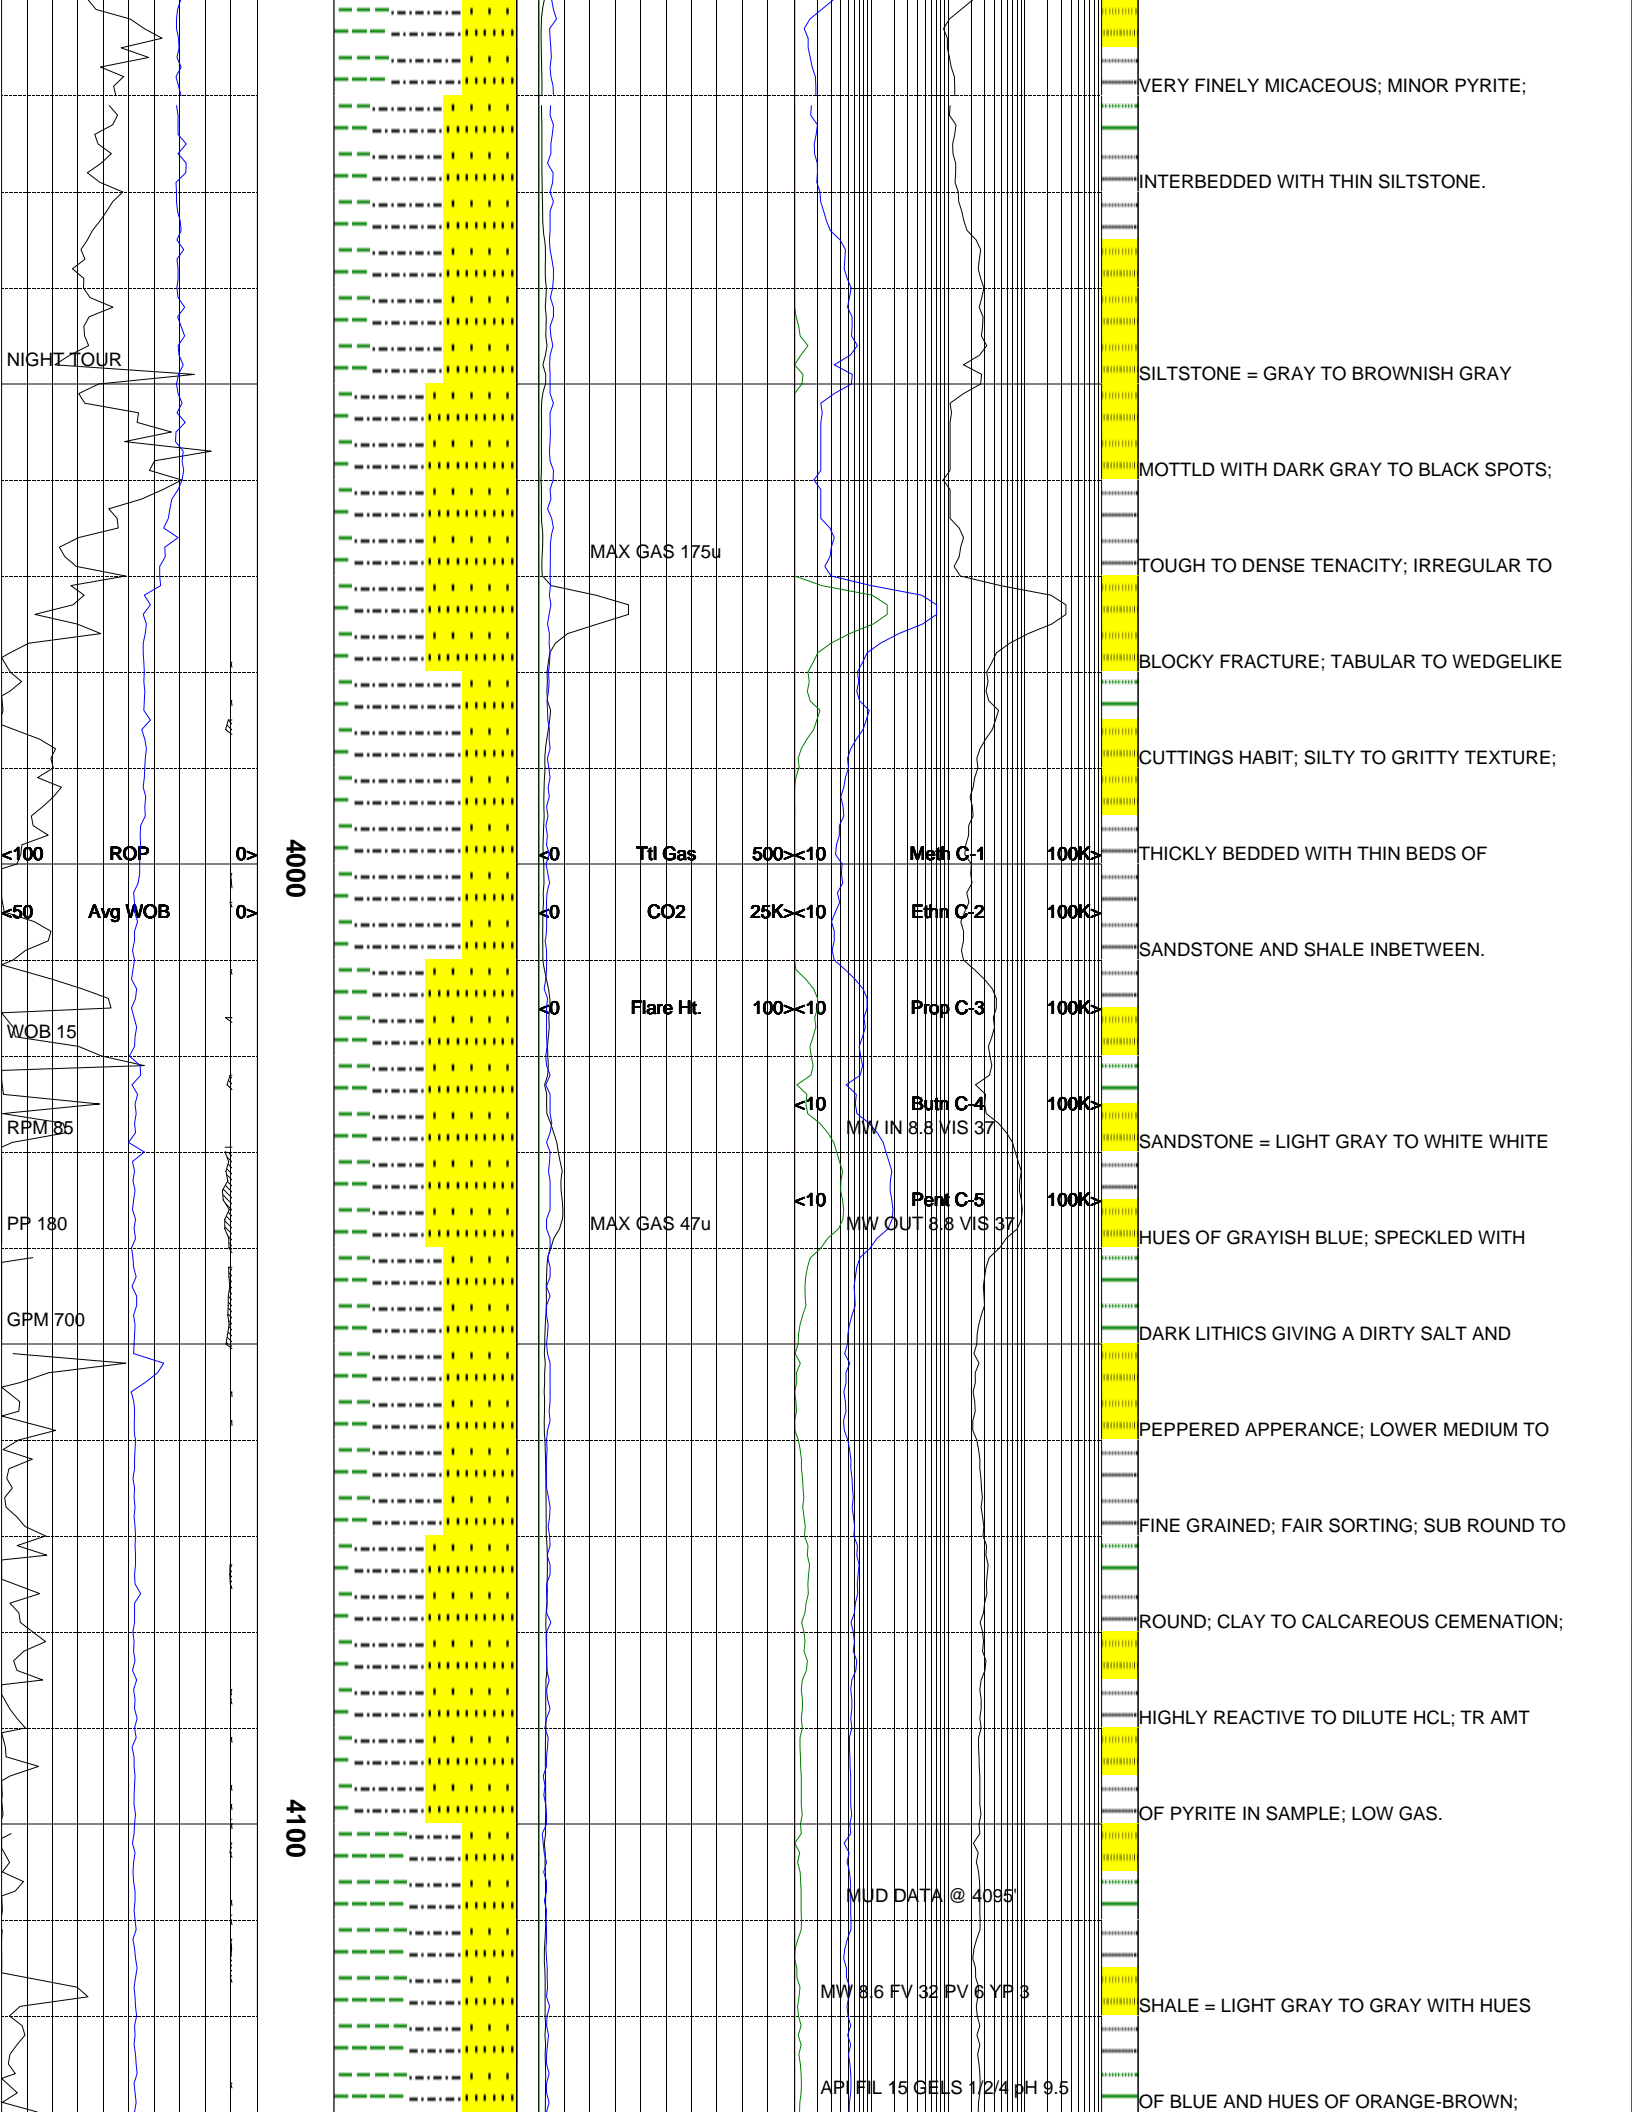 VERY FINELY MICACEOUS; MINOR PYRITE;
INTERBEDDED WITH THIN SILTSTONE.
NIGHT TOUR
SILTSTONE = GRAY TO BROWNISH GRAY
MOTTLD WITH DARK GRAY TO BLACK SPOTS;
MAX GAS 175u
TOUGH TO DENSE TENACITY; IRREGULAR TO
BLOCKY FRACTURE; TABULAR TO WEDGELIKE
CUTTINGS HABIT; SILTY TO GRITTY TEXTURE;
<100 ROP 0>
4000
<0 Ttl Gas 500>
<10 Meth C-1 100K>
THICKLY BEDDED WITH THIN BEDS OF
<50 Avg WOB 0>
<0 CO2 25K>
<10 Ethn C-2 100K>
SANDSTONE AND SHALE INBETWEEN.
<0 Flare Ht. 100>
<10 Prop C-3 100K>
WOB 15
<10 Butn C-4 100K>
RPM 85
MW IN 8.8 VIS 37
SANDSTONE = LIGHT GRAY TO WHITE WHITE
<10 Pent C-5 100K>
PP 180
MAX GAS 47u
MW OUT 8.8 VIS 37
HUES OF GRAYISH BLUE; SPECKLED WITH
GPM 700
DARK LITHICS GIVING A DIRTY SALT AND
PEPPERED APPERANCE; LOWER MEDIUM TO
FINE GRAINED; FAIR SORTING; SUB ROUND TO
ROUND; CLAY TO CALCAREOUS CEMENATION;
HIGHLY REACTIVE TO DILUTE HCL; TR AMT
4100
OF PYRITE IN SAMPLE; LOW GAS.
MUD DATA @ 4095'
MW 8.6 FV 32 PV 6 YP 3
SHALE = LIGHT GRAY TO GRAY WITH HUES
API FIL 15 GELS 1/2/4 pH 9.5
OF BLUE AND HUES OF ORANGE-BROWN;